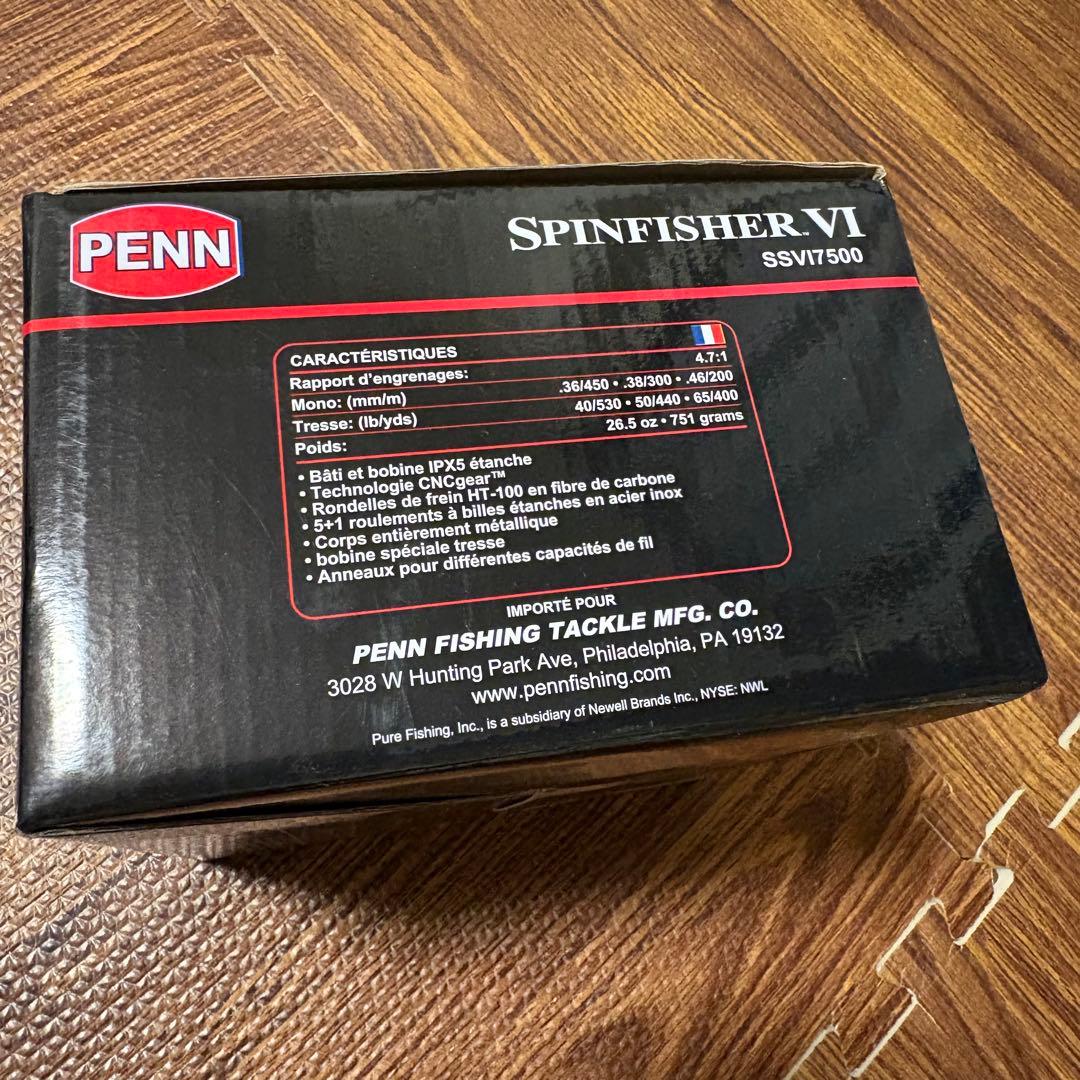 PENN
SPINFISHER™ VI
SSVI7500
CARACTÉRISTIQUES
Rapport d'engrenages: 4.7:1
Mono: (mm/m) .36/450 • .38/300 • .46/200
Tresse: (lb/yds) 40/530 • 50/440 • 65/400
Poids: 26.5 oz • 751 grams
• Bâti et bobine IPX5 étanche
• Technologie CNCgear™
• Rondelles de frein HT-100 en fibre de carbone
• 5+1 roulements à billes étanches en acier inox
• Corps entièrement métallique
• bobine spéciale tresse
• Anneaux pour différentes capacités de fil
IMPORTÉ POUR
PENN FISHING TACKLE MFG. CO.
3028 W Hunting Park Ave, Philadelphia, PA 19132
www.pennfishing.com
Pure Fishing, Inc., is a subsidiary of Newell Brands Inc., NYSE: NWL